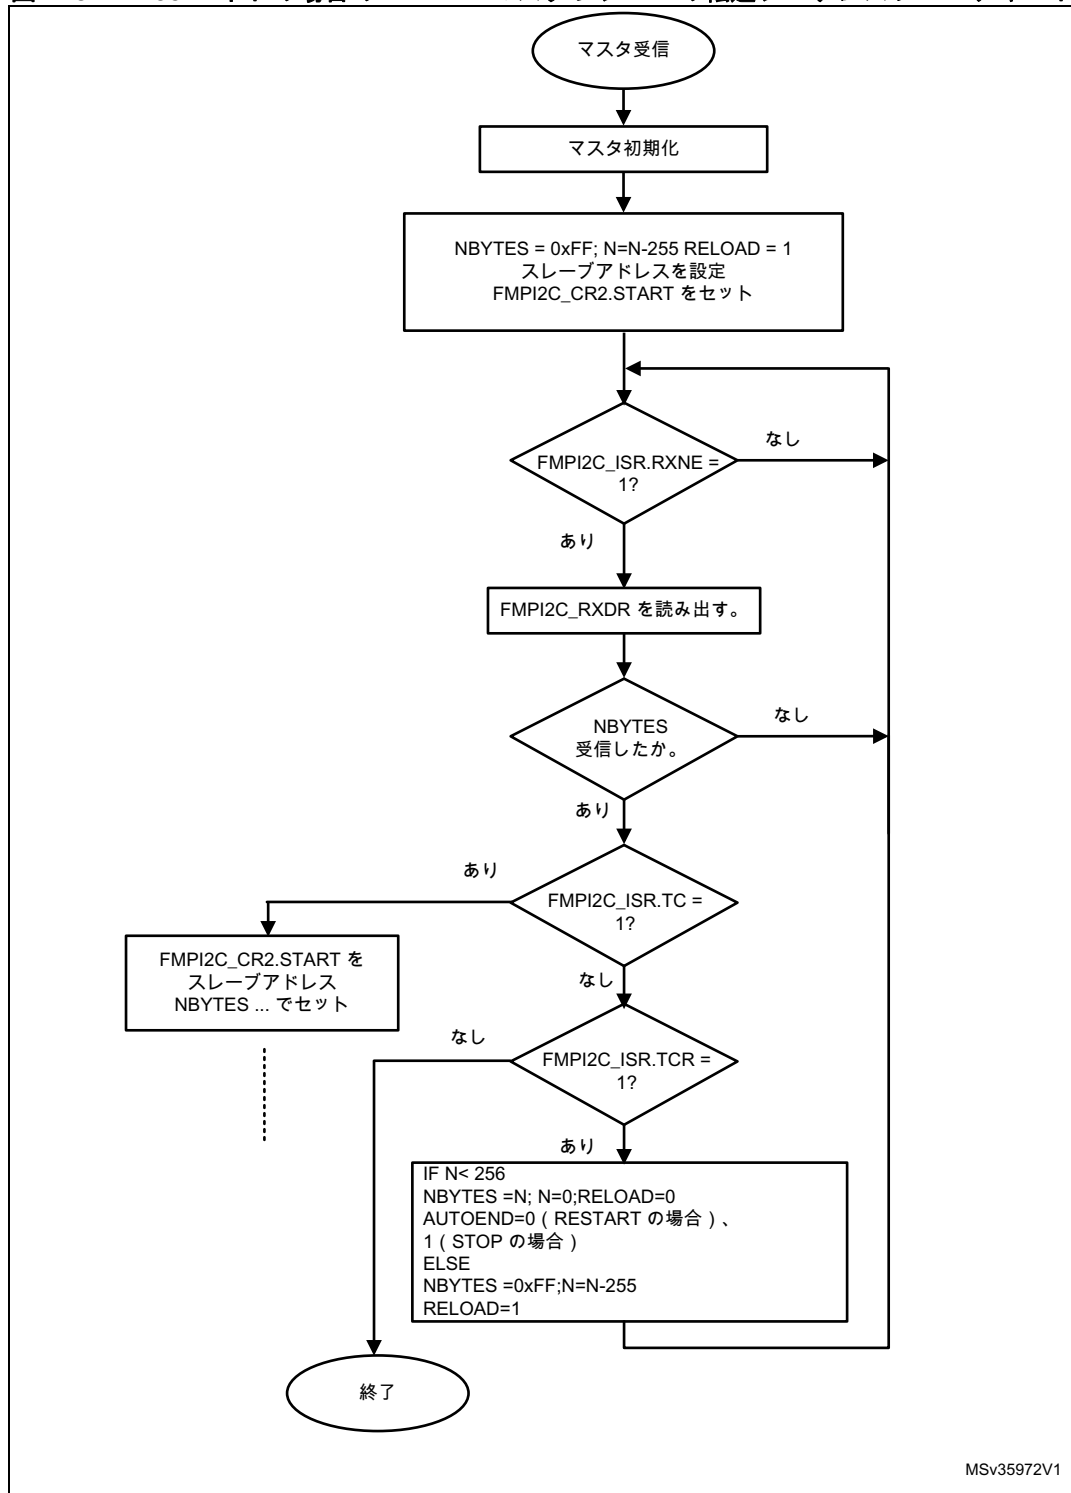 マスタ受信
マスタ初期化
NBYTES = 0xFF; N=N-255 RELOAD = 1
スレーブアドレスを設定
FMPI2C_CR2.START をセット
なし
FMPI2C_ISR.RXNE =
1?
あり
FMPI2C_RXDR を読み出す。
なし
NBYTES
受信したか。
あり
あり
FMPI2C_ISR.TC =
1?
FMPI2C_CR2.START を
スレーブアドレス
NBYTES ... でセット
なし
なし
FMPI2C_ISR.TCR =
1?
あり
IF N< 256
NBYTES =N; N=0;RELOAD=0
AUTOEND=0 ( RESTART の場合 ) 、
1 ( STOP の場合 )
ELSE
NBYTES =0xFF;N=N-255
RELOAD=1
終了
MSv35972V1